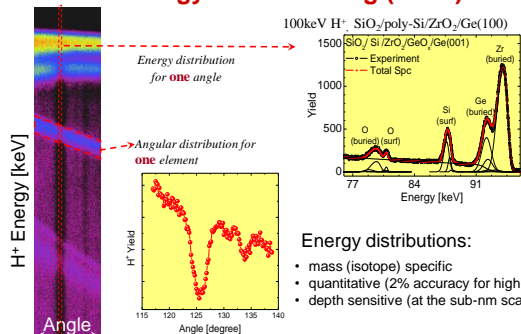 100keV H⁺ SiO₂/poly-Si/ZrO₂/Ge(100)
Energy distribution
for one angle
Angular distribution for
one element
H⁺ Energy [keV]
Angle
H⁺ Yield
115 120 125 130 135 140
Angle [degree]
SiO₂/ Si /ZrO₂/GeO₂/Ge(001)
Experiment
Total Spc
Zr
(buried)
Ge
(buried)
Si
(surf)
O
(buried)
O
(surf)
Yield
1500
1000
500
0
77 84 91
Energy [keV]
Energy distributions:
• mass (isotope) specific
• quantitative (2% accuracy for high
• depth sensitive (at the sub-nm sca